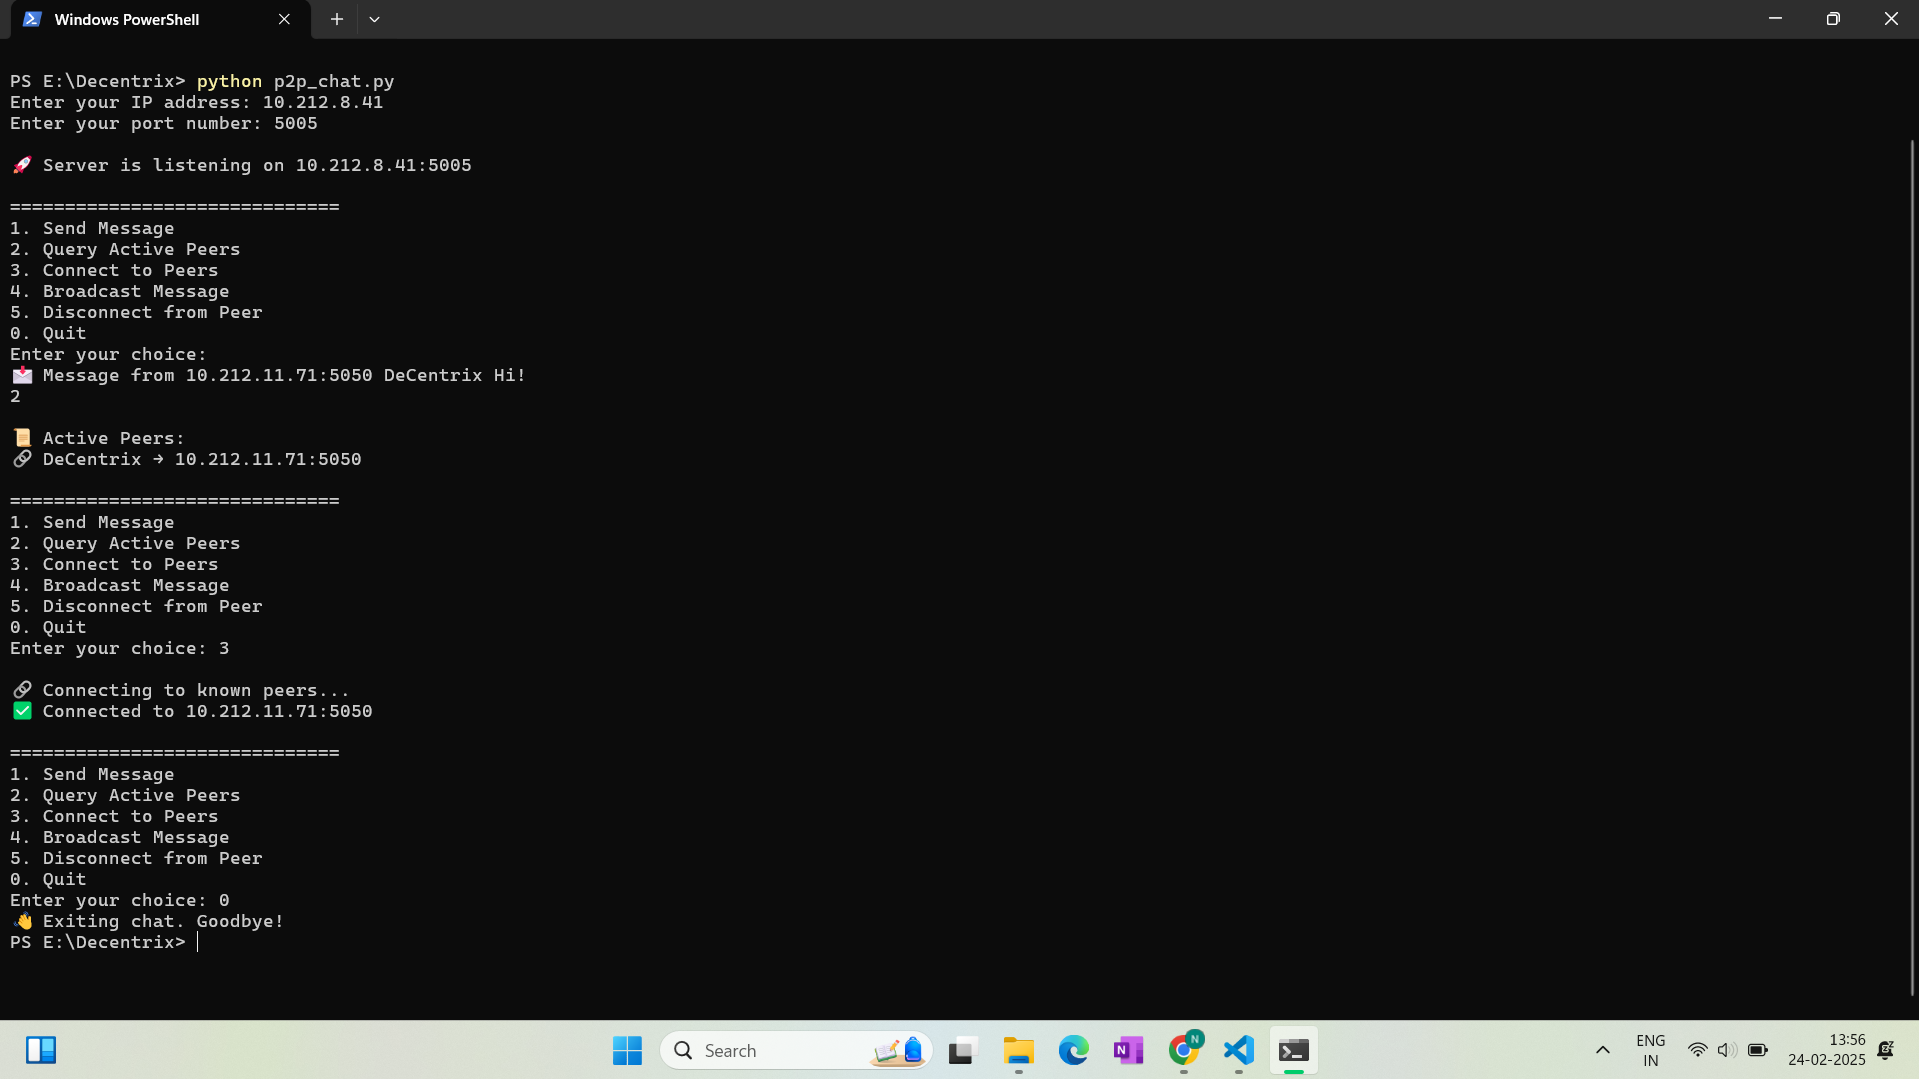 Windows PowerShell
PS E:\Decentrix> python p2p_chat.py
Enter your IP address: 10.212.8.41
Enter your port number: 5005
🚀 Server is listening on 10.212.8.41:5005
==============================
1. Send Message
2. Query Active Peers
3. Connect to Peers
4. Broadcast Message
5. Disconnect from Peer
0. Quit
Enter your choice:
📩 Message from 10.212.11.71:5050 DeCentrix Hi!
2
📜 Active Peers:
🔗 DeCentrix → 10.212.11.71:5050
==============================
1. Send Message
2. Query Active Peers
3. Connect to Peers
4. Broadcast Message
5. Disconnect from Peer
0. Quit
Enter your choice: 3
🔗 Connecting to known peers...
✅ Connected to 10.212.11.71:5050
==============================
1. Send Message
2. Query Active Peers
3. Connect to Peers
4. Broadcast Message
5. Disconnect from Peer
0. Quit
Enter your choice: 0
👋 Exiting chat. Goodbye!
PS E:\Decentrix>
Search
N
N
ENG
IN
13:56
24-02-2025